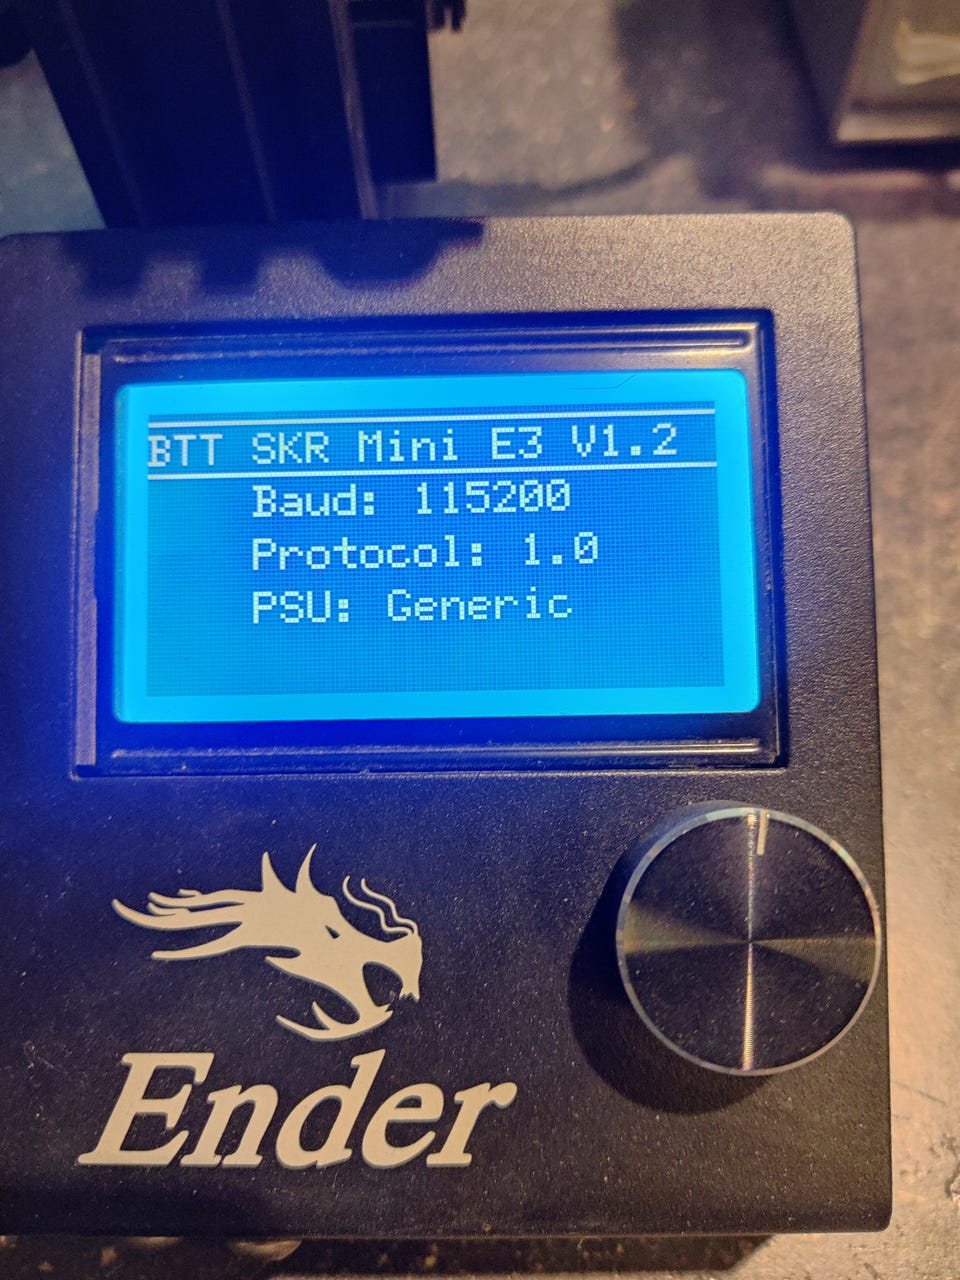 BTT SKR Mini E3 V1.2
Baud: 115200
Protocol: 1.0
PSU: Generic
Ender